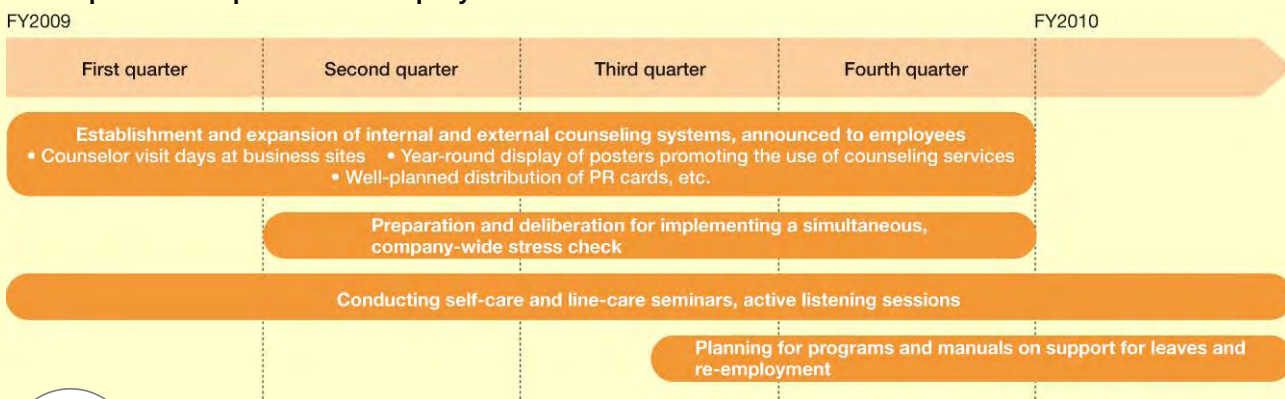 FY2009
FY2010
First quarter
Second quarter
Third quarter
Fourth quarter
Establishment and expansion of internal and external counseling systems, announced to employees
• Counselor visit days at business sites • Year-round display of posters promoting the use of counseling services
• Well-planned distribution of PR cards, etc.
Preparation and deliberation for implementing a simultaneous,
company-wide stress check
Conducting self-care and line-care seminars, active listening sessions
Planning for programs and manuals on support for leaves and
re-employment